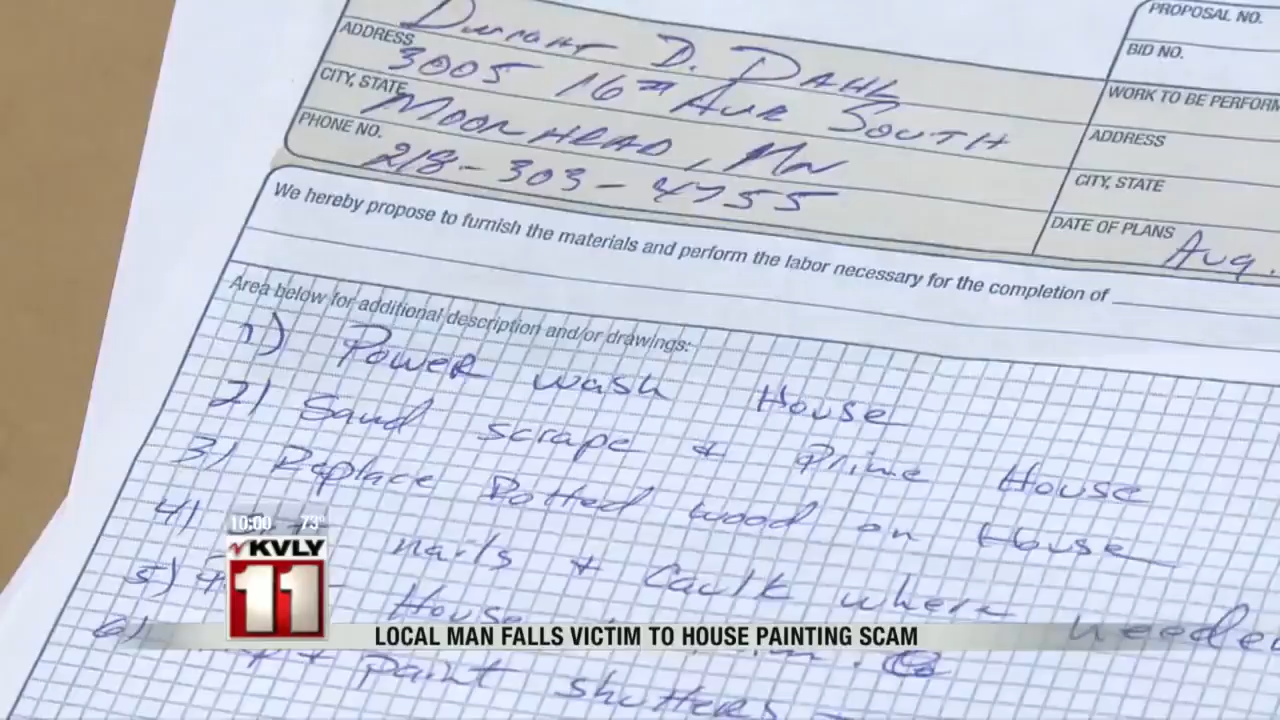 D. DAHL
PROPOSAL NO.
ADDRESS
3005 16TH AVE SOUTH
BID NO.
CITY, STATE
MOORHEAD, MN
WORK TO BE PERFORM
PHONE NO.
218-303-4755
ADDRESS
CITY, STATE
DATE OF PLANS
Aug.
We hereby propose to furnish the materials and perform the labor necessary for the completion of
Area below for additional description and/or drawings:
1) Power wash House
2) Sand scrape & Prime House
3) Replace Rotted wood on House
4) nails & Caulk where needed
5) House
6) paint shutters
10:00 73°
KVLY
11
LOCAL MAN FALLS VICTIM TO HOUSE PAINTING SCAM